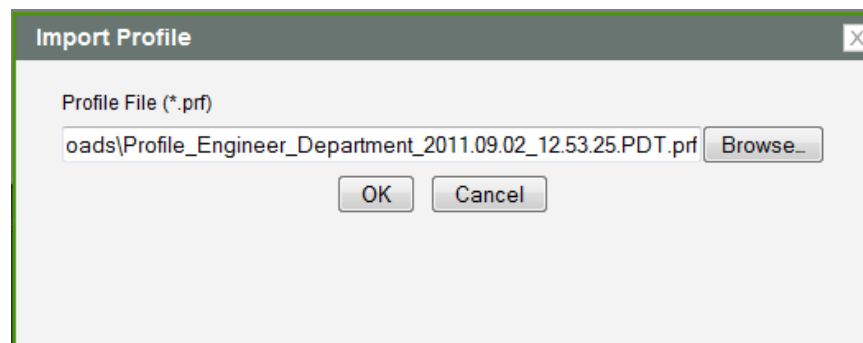 Import Profile
Profile File (*.prf)
oads\Profile_Engineer_Department_2011.09.02_12.53.25.PDT.prf Browse...
OK Cancel